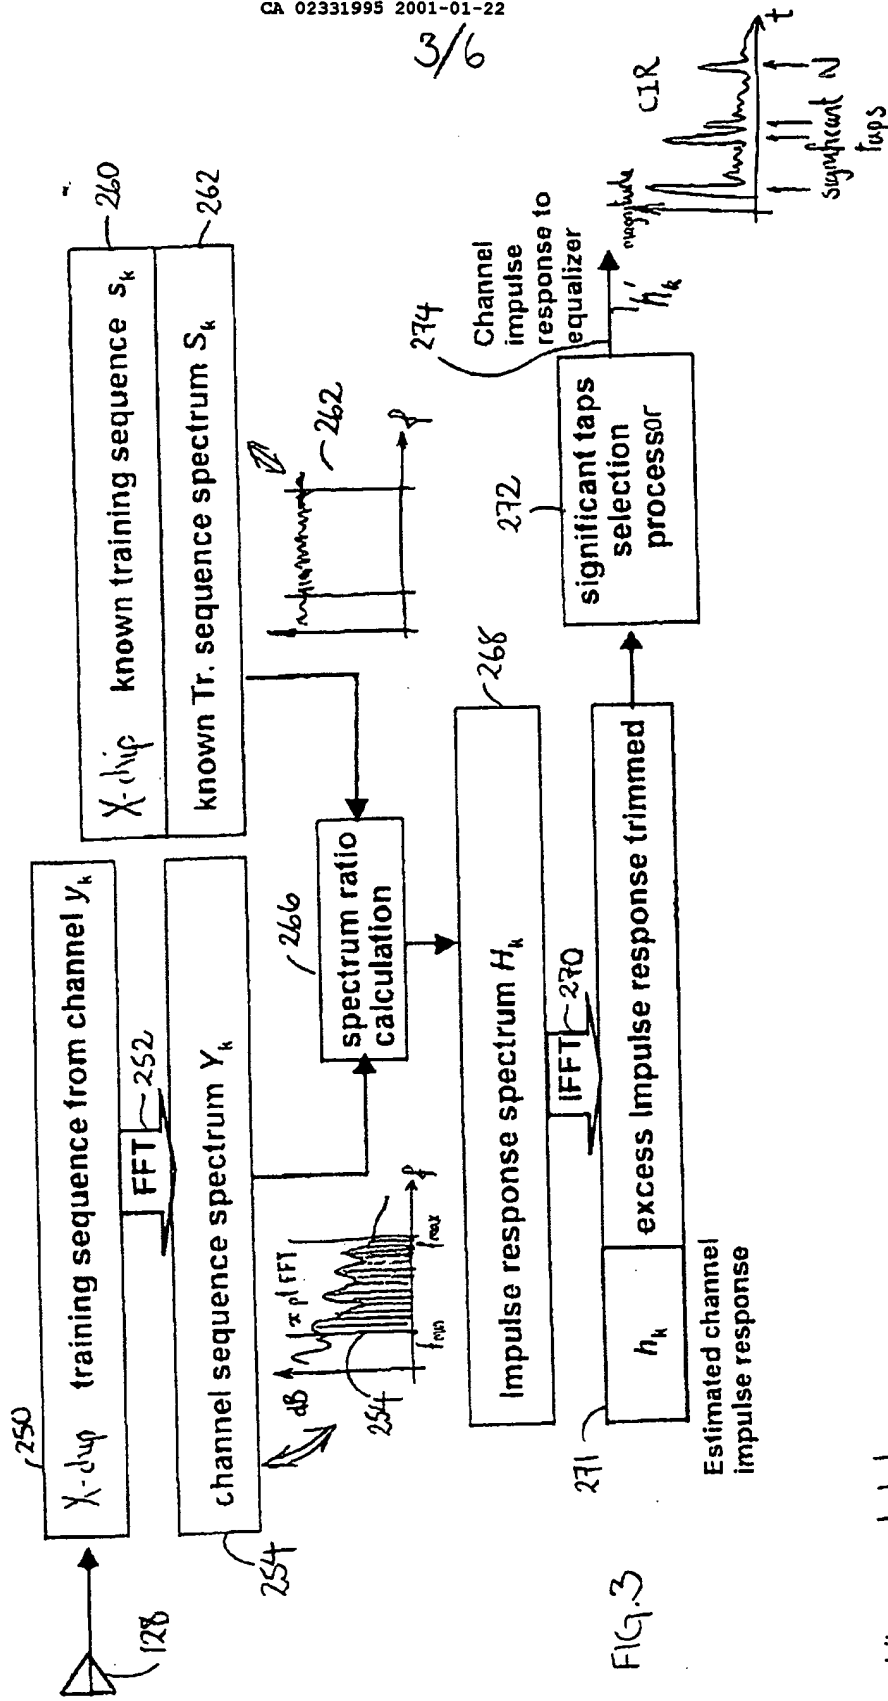 CA 02331995 2001-01-22
3/6
128
250
X-chip training sequence from channel yk
FFT 252
channel sequence spectrum Yk
254
dB
x pt FFT
254
fmin
fmax
f
X-chip known training sequence sk
260
known Tr. sequence spectrum Sk
262
262
f
266
spectrum ratio
calculation
Impulse response spectrum Hk
268
IFFT 270
271
hk
excess Impulse response trimmed
Estimated channel
impulse response
272
significant taps
selection
processor
274
Channel
impulse
response to
equalizer
h'k
magnitude
CIR
t
significant N
taps
FIG.3